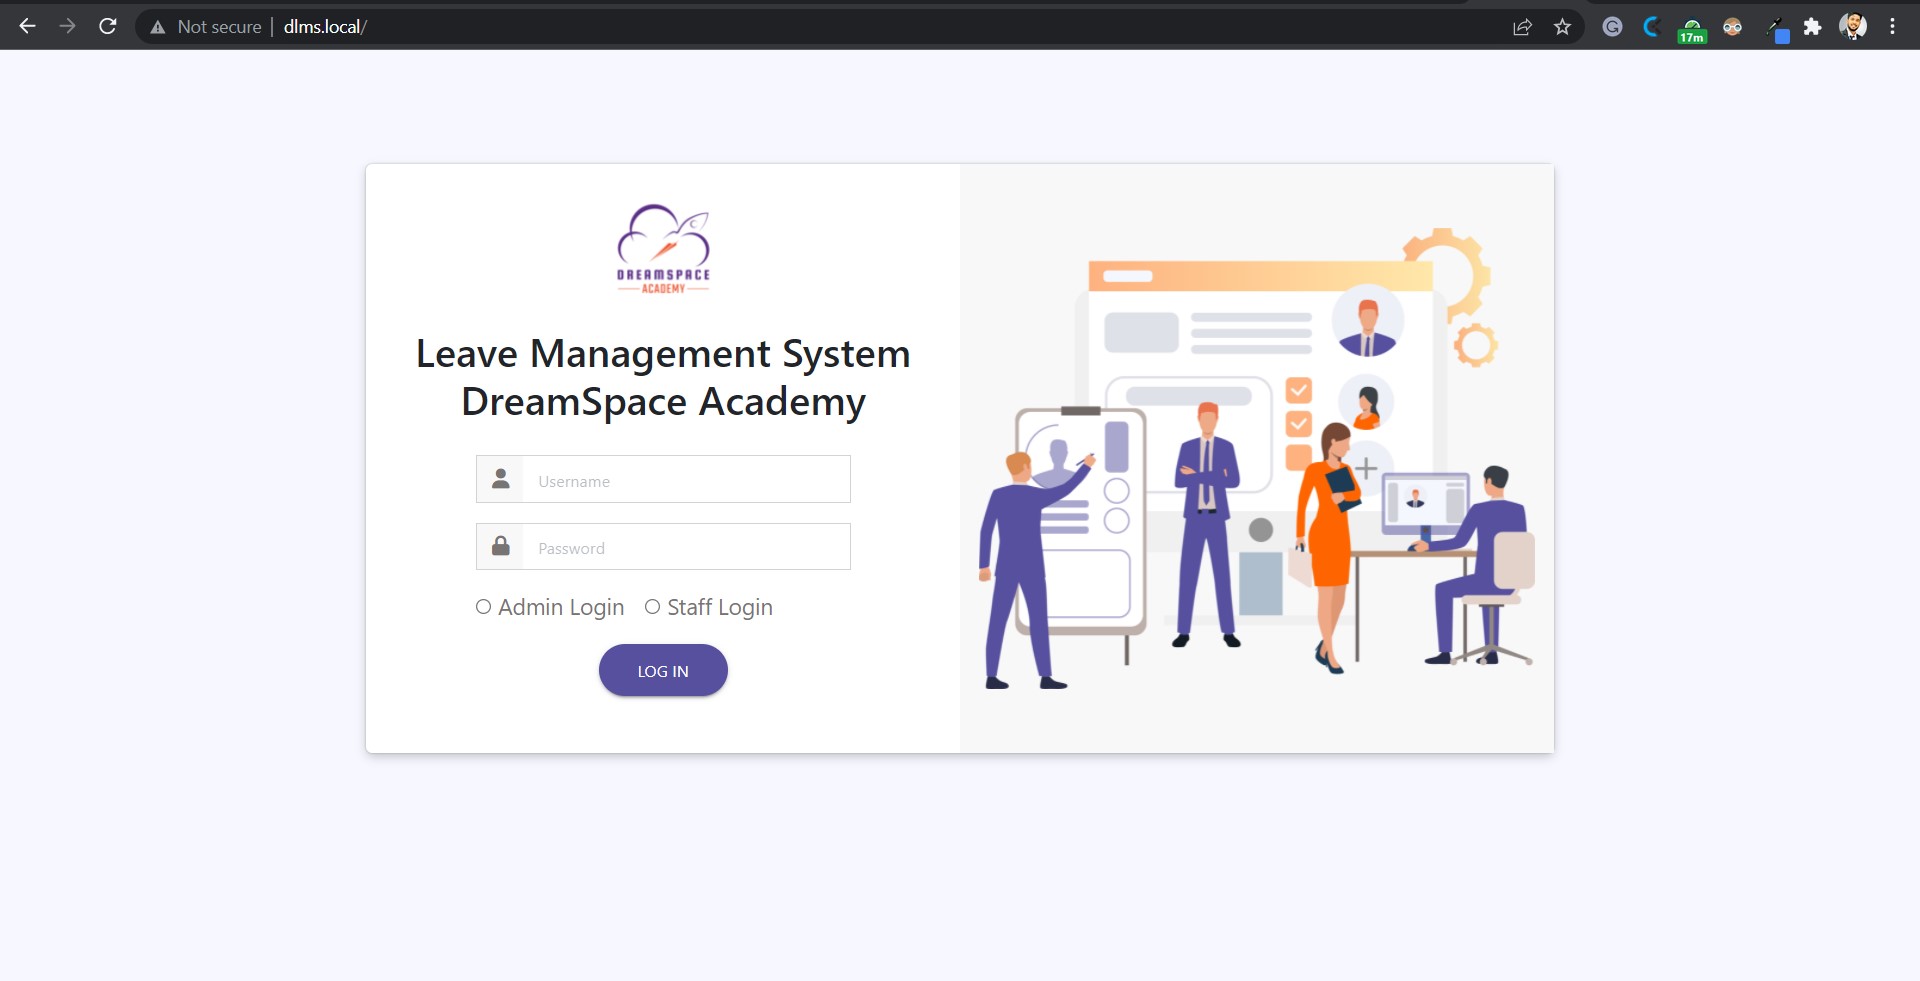 Not secure | dlms.local/
17m
DREAMSPACE
ACADEMY
Leave Management System
DreamSpace Academy
Username
Password
Admin Login Staff Login
LOG IN